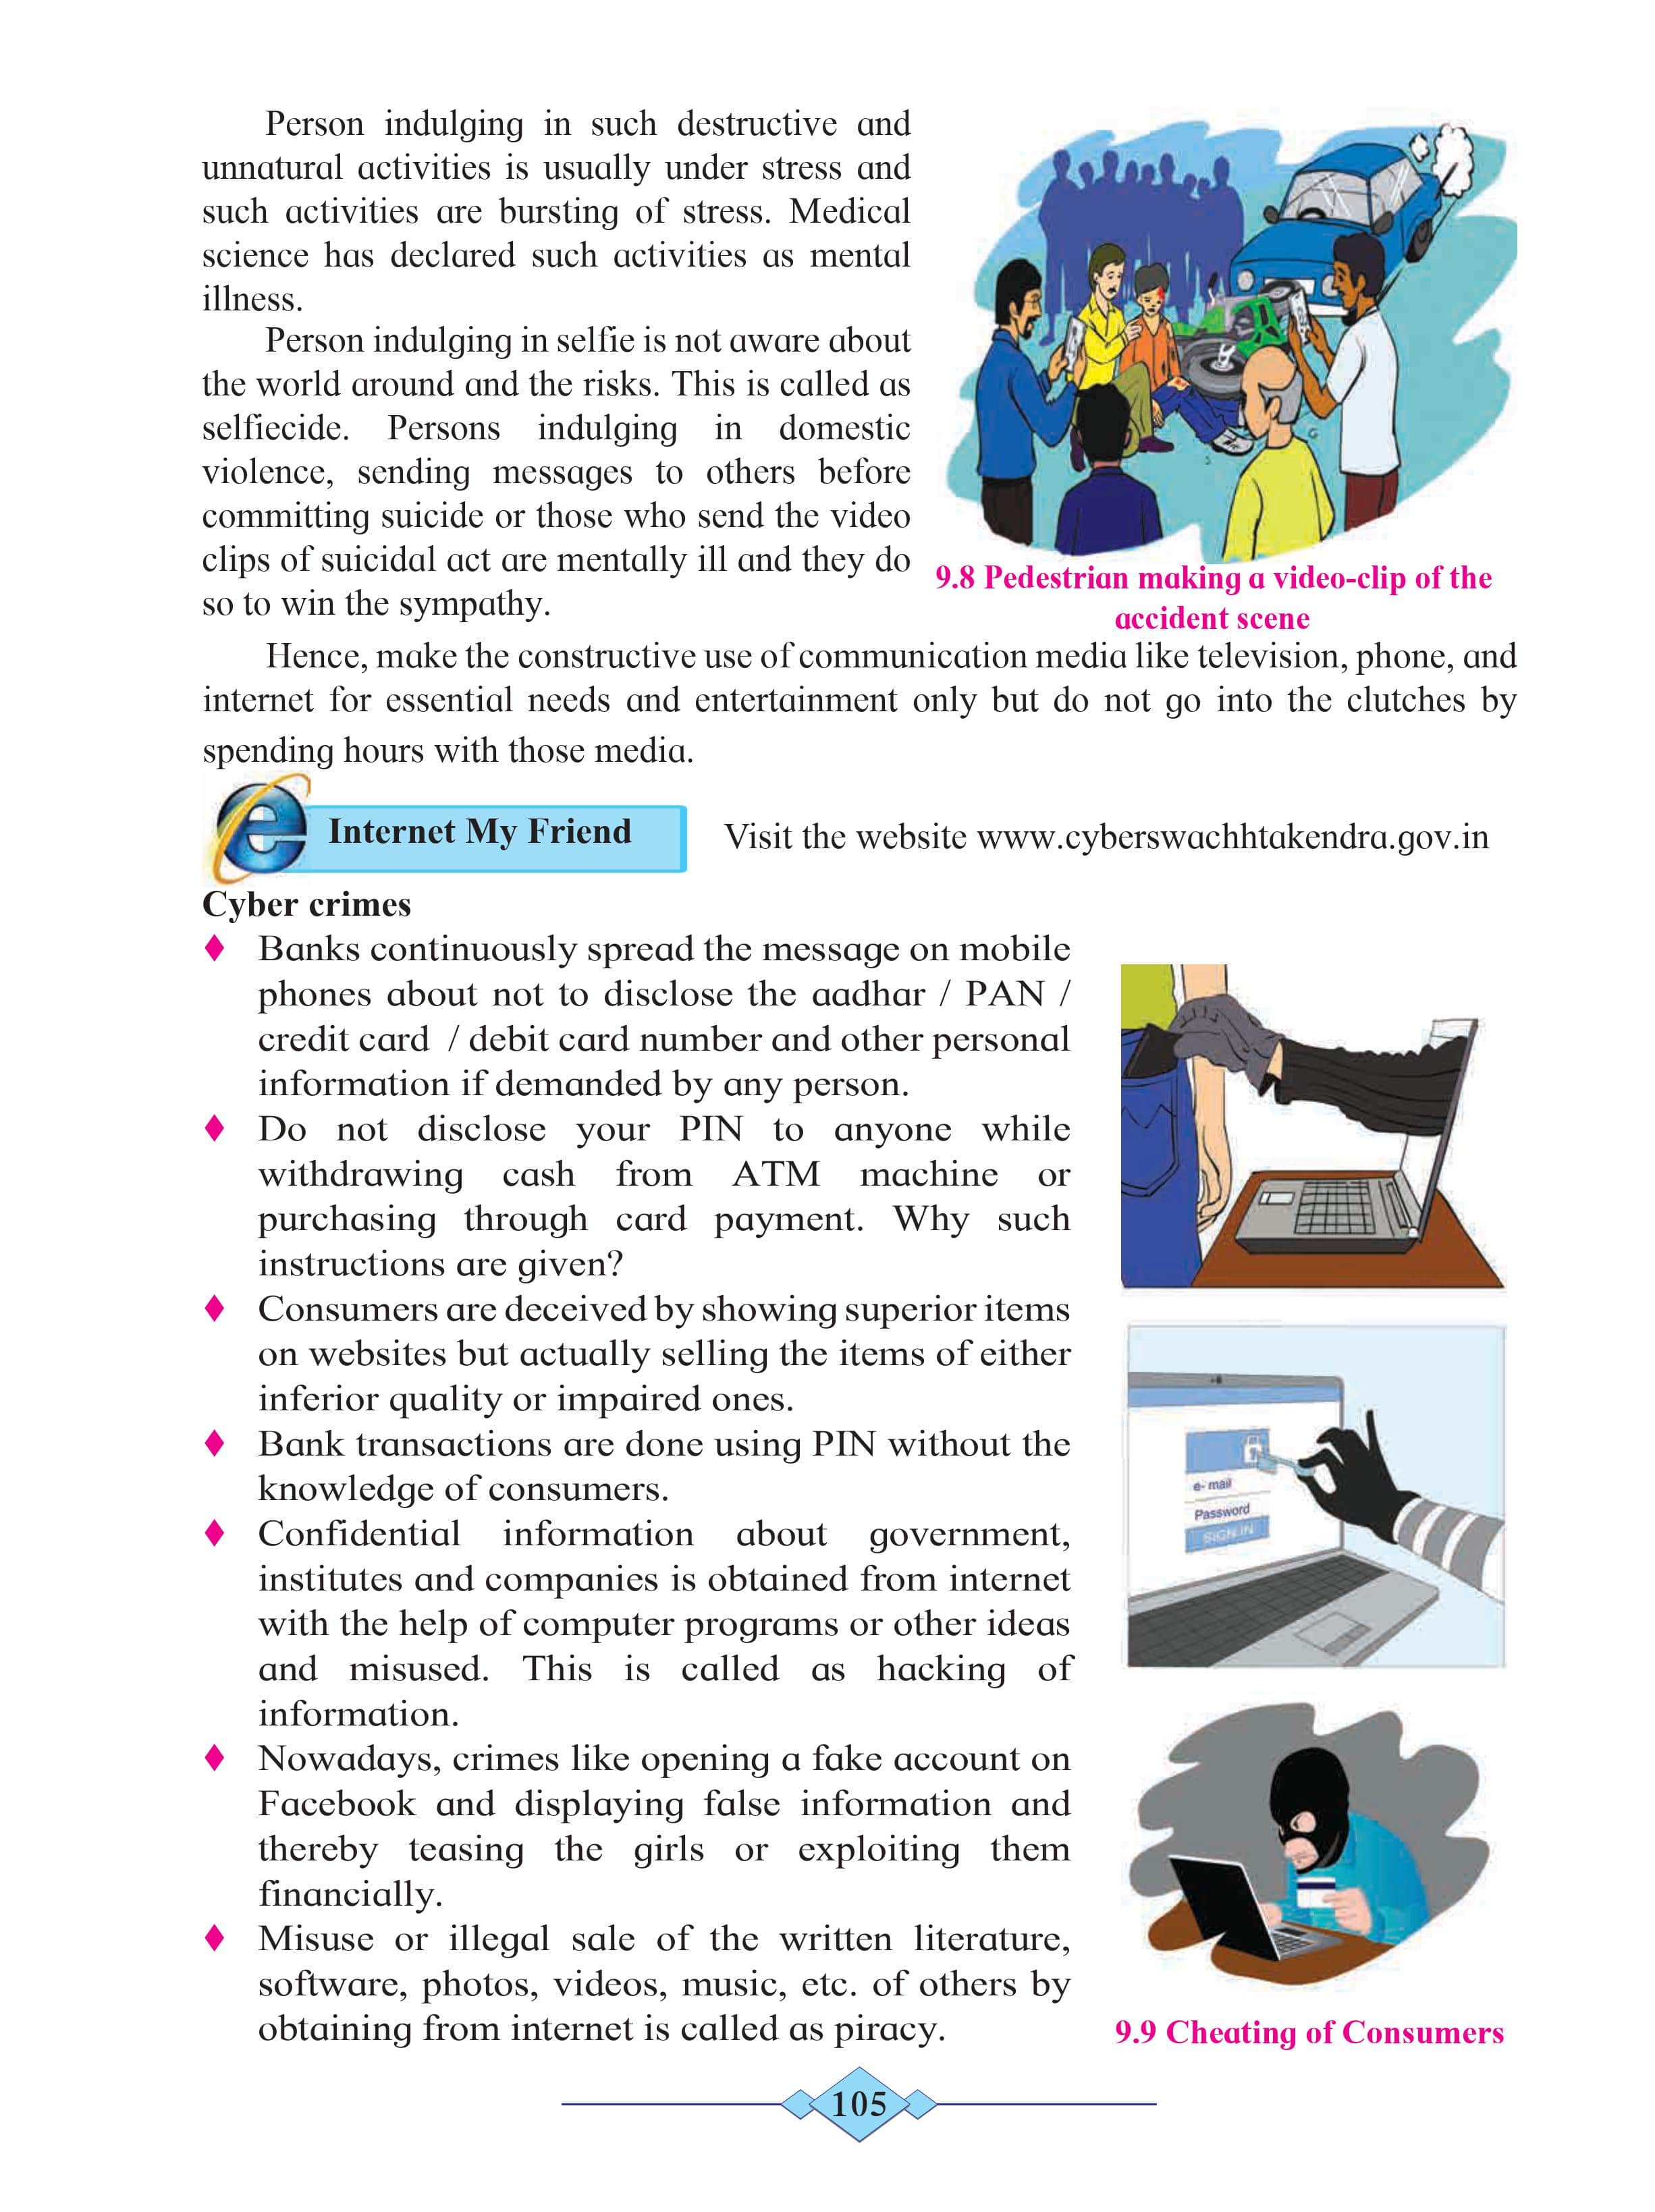 Person indulging in such destructive and
unnatural activities is usually under stress and
such activities are bursting of stress. Medical
science has declared such activities as mental
illness.
Person indulging in selfie is not aware about
the world around and the risks. This is called as
selfiecide. Persons indulging in domestic
violence, sending messages to others before
committing suicide or those who send the video
clips of suicidal act are mentally ill and they do
so to win the sympathy.
9.8 Pedestrian making a video-clip of the
accident scene
Hence, make the constructive use of communication media like television, phone, and
internet for essential needs and entertainment only but do not go into the clutches by
spending hours with those media.
Internet My Friend
Visit the website www.cyberswachhtakendra.gov.in
Cyber crimes
♦ Banks continuously spread the message on mobile
phones about not to disclose the aadhar / PAN /
credit card / debit card number and other personal
information if demanded by any person.
♦ Do not disclose your PIN to anyone while
withdrawing cash from ATM machine or
purchasing through card payment. Why such
instructions are given?
♦ Consumers are deceived by showing superior items
on websites but actually selling the items of either
inferior quality or impaired ones.
♦ Bank transactions are done using PIN without the
knowledge of consumers.
♦ Confidential information about government,
institutes and companies is obtained from internet
with the help of computer programs or other ideas
and misused. This is called as hacking of
information.
♦ Nowadays, crimes like opening a fake account on
Facebook and displaying false information and
thereby teasing the girls or exploiting them
financially.
♦ Misuse or illegal sale of the written literature,
software, photos, videos, music, etc. of others by
obtaining from internet is called as piracy.
e- mail
Password
SIGN IN
9.9 Cheating of Consumers
105